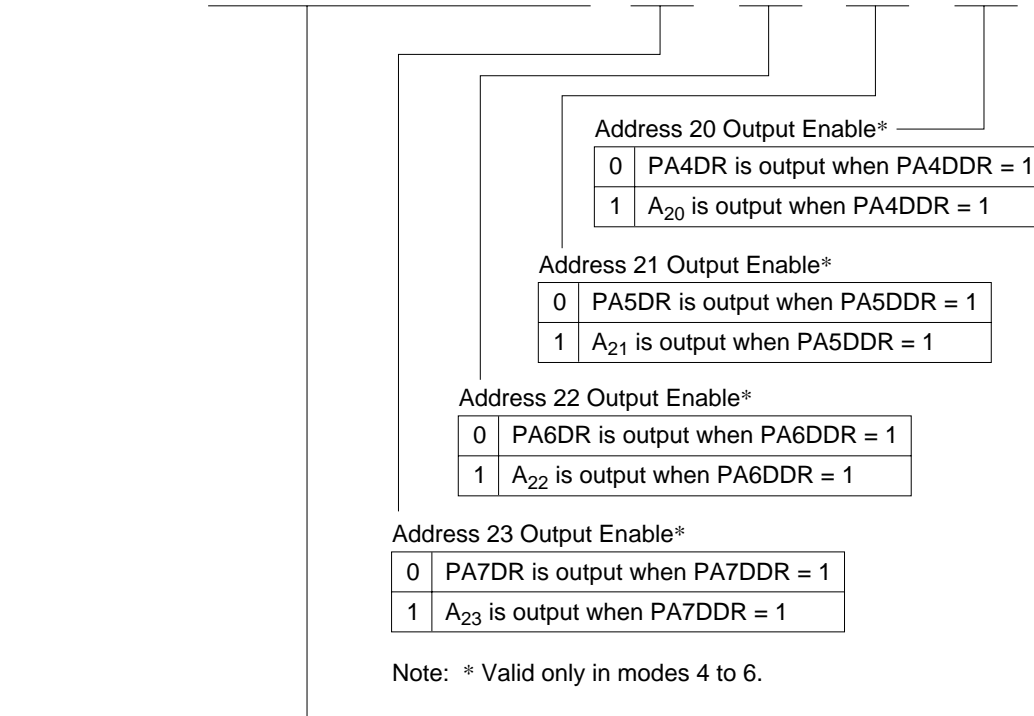 Address 20 Output Enable*
0 PA4DR is output when PA4DDR = 1
1 A20 is output when PA4DDR = 1
Address 21 Output Enable*
0 PA5DR is output when PA5DDR = 1
1 A21 is output when PA5DDR = 1
Address 22 Output Enable*
0 PA6DR is output when PA6DDR = 1
1 A22 is output when PA6DDR = 1
Address 23 Output Enable*
0 PA7DR is output when PA7DDR = 1
1 A23 is output when PA7DDR = 1
Note: * Valid only in modes 4 to 6.